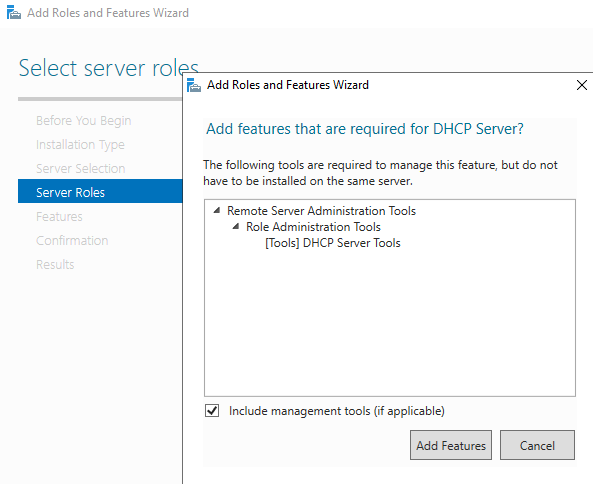 Add Roles and Features Wizard
Select server roles
Add Roles and Features Wizard
Before You Begin
Installation Type
Server Selection
Server Roles
Features
Confirmation
Results
Add features that are required for DHCP Server?
The following tools are required to manage this feature, but do not
have to be installed on the same server.
Remote Server Administration Tools
Role Administration Tools
[Tools] DHCP Server Tools
Include management tools (if applicable)
Add Features
Cancel